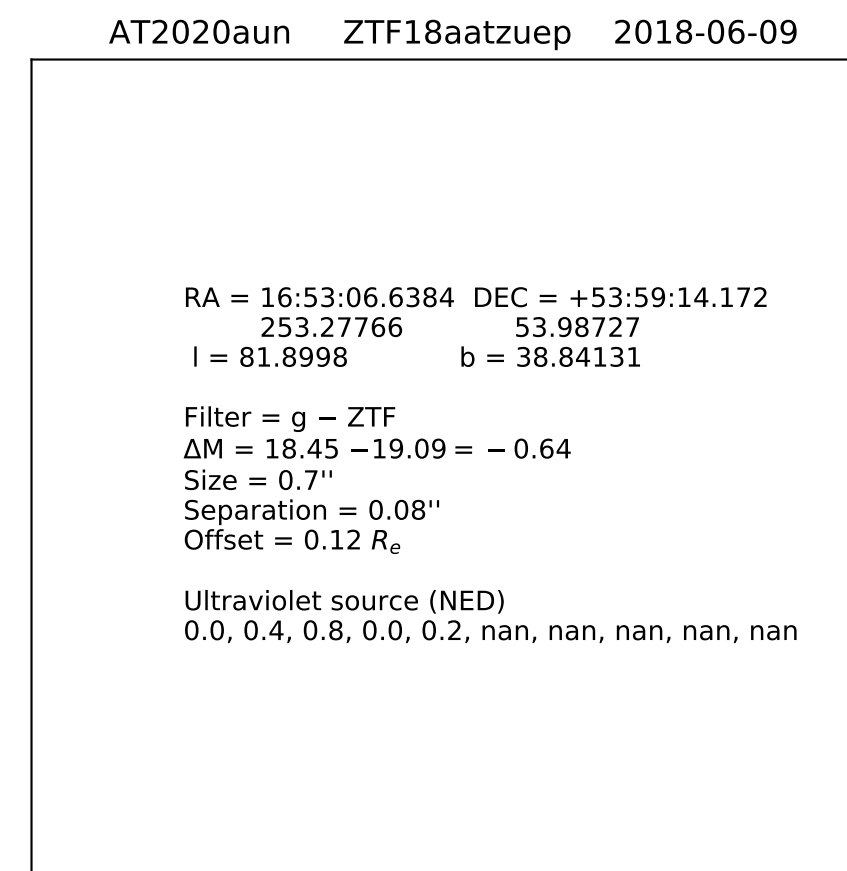 AT2020aun ZTF18aatzuep 2018-06-09
RA = 16:53:06.6384 DEC = +53:59:14.172
253.27766 53.98727
l = 81.8998 b = 38.84131
Filter = g − ZTF
ΔM = 18.45 −19.09 = − 0.64
Size = 0.7''
Separation = 0.08''
Offset = 0.12 Re
Ultraviolet source (NED)
0.0, 0.4, 0.8, 0.0, 0.2, nan, nan, nan, nan, nan